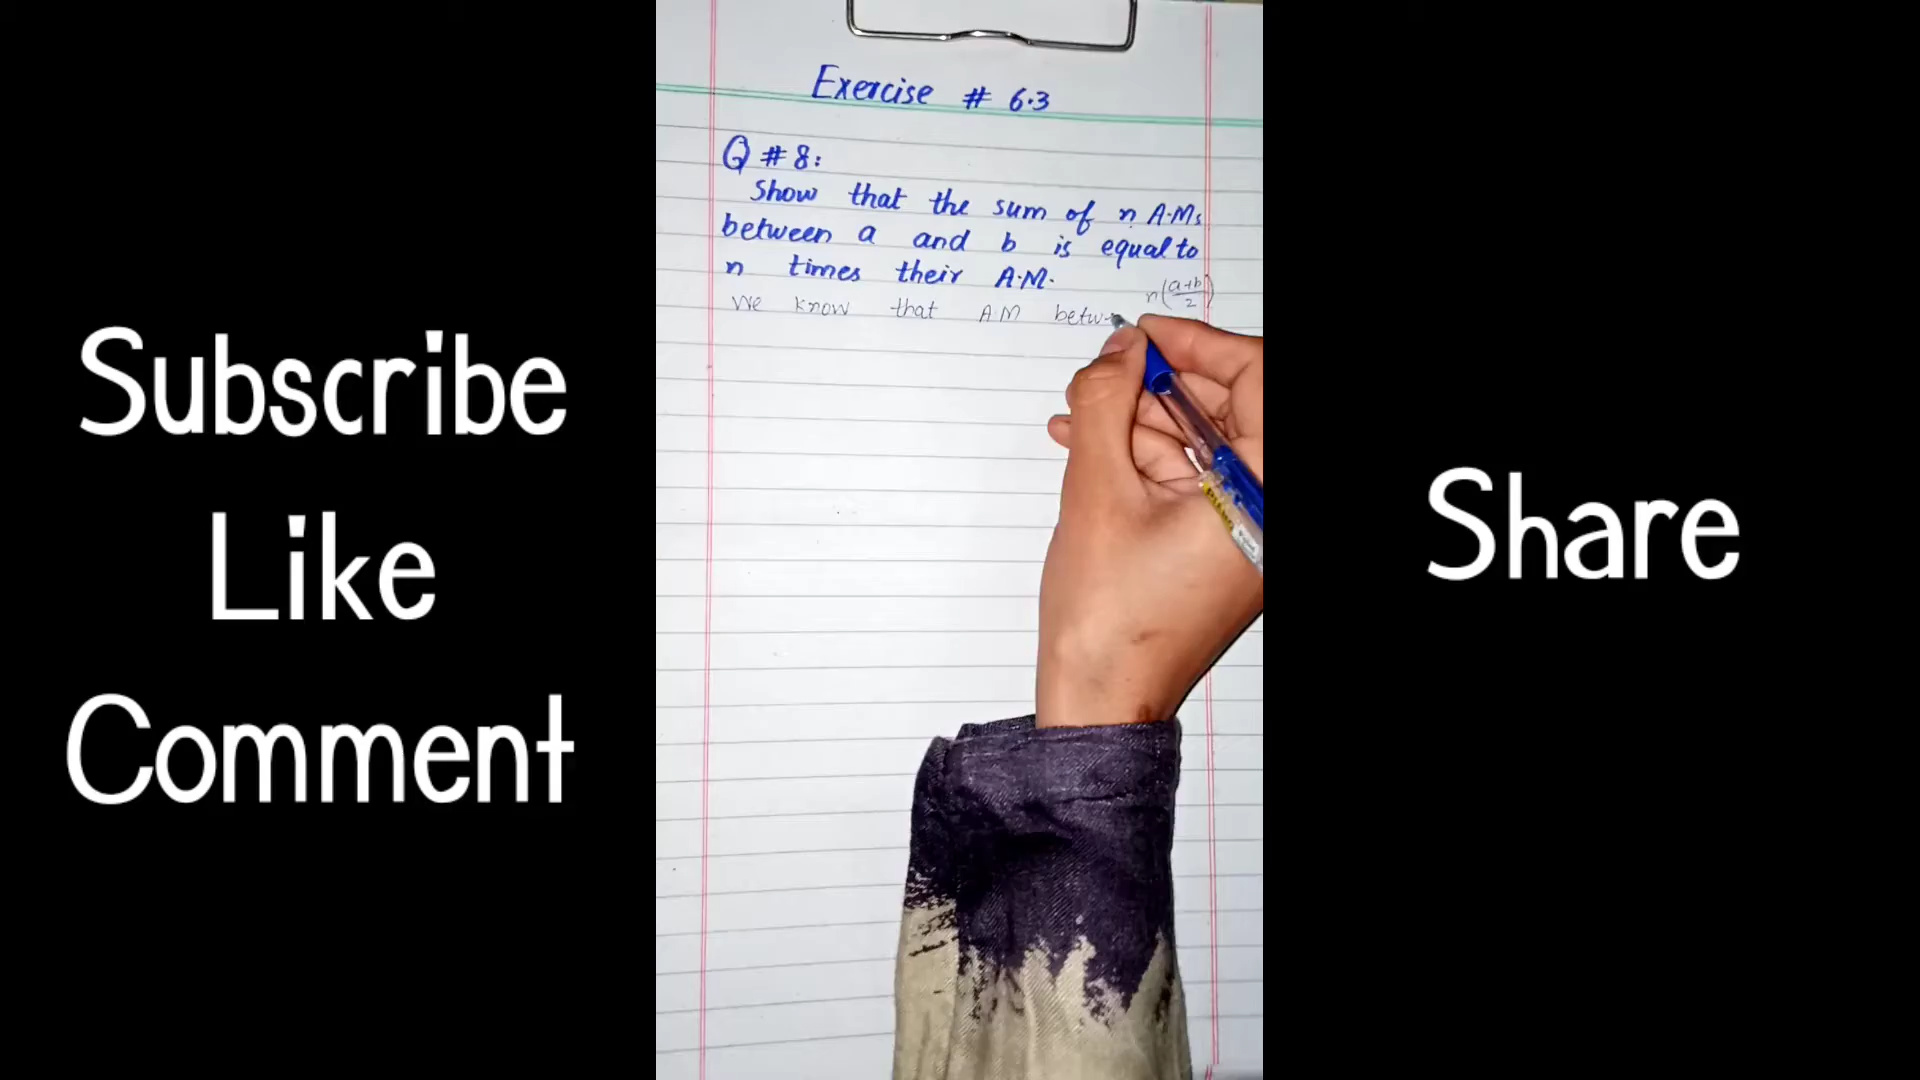 Subscribe
Like
Comment
Exercise # 6.3
Q # 8:
Show that the sum of n A.Ms
between a and b is equal to
n times their A.M.
n(a+b/2)
We know that A.M betw
Share